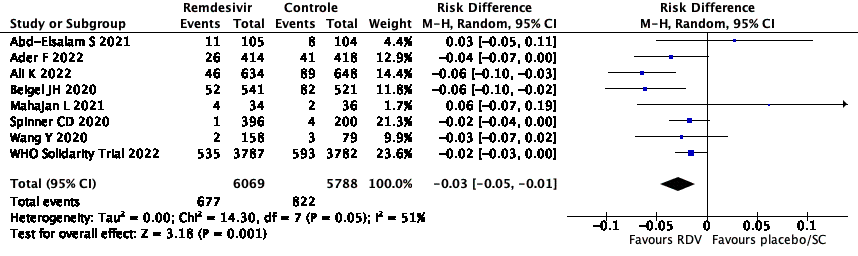 Remdesivir Controle Risk Difference Risk Difference
Study or Subgroup Events Total Events Total Weight M-H, Random, 95% CI M-H, Random, 95% CI
Abd-Elsalam S 2021 11 105 8 104 4.4% 0.03 [-0.05, 0.11]
Ader F 2022 26 414 41 418 12.9% -0.04 [-0.07, 0.00]
Ali K 2022 46 634 89 648 14.4% -0.06 [-0.10, -0.03]
Beigel JH 2020 52 541 82 521 11.8% -0.06 [-0.10, -0.02]
Mahajan L 2021 4 34 2 36 1.7% 0.06 [-0.07, 0.19]
Spinner CD 2020 1 396 4 200 21.3% -0.02 [-0.04, 0.00]
Wang Y 2020 2 158 3 79 9.9% -0.03 [-0.07, 0.02]
WHO Solidarity Trial 2022 535 3787 593 3782 23.6% -0.02 [-0.03, 0.00]
Total (95% CI) 6069 5788 100.0% -0.03 [-0.05, -0.01]
Total events 677 822
Heterogeneity: Tau² = 0.00; Chi² = 14.30, df = 7 (P = 0.05); I² = 51%
Test for overall effect: Z = 3.18 (P = 0.001)
-0.1 -0.05 0 0.05 0.1
Favours RDV Favours placebo/SC